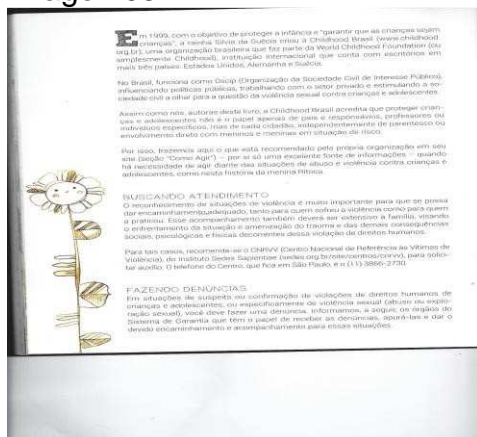 Em 1999, com o objetivo de proteger a infância e "garantir que as crianças sejam
crianças", a rainha Silvia da Suécia criou a Childhood Brasil (www.childhood.
org.br), uma organização brasileira que faz parte da World Childhood Foundation (ou
simplesmente Childhood), instituição internacional que conta com escritórios em
mais três países: Estados Unidos, Alemanha e Suécia.
No Brasil, funciona como Oscip (Organização da Sociedade Civil de Interesse Público),
influenciando políticas públicas, trabalhando com o setor privado e estimulando a so-
ciedade civil a olhar para a questão da violência sexual contra crianças e adolescentes.
Assim como nós, autoras deste livro, a Childhood Brasil acredita que proteger crian-
ças e adolescentes não é o papel apenas de pais e responsáveis, professores ou
indivíduos específicos, mas de cada cidadão, independentemente de parentesco ou
envolvimento direto com meninos e meninas em situação de risco.
Por isso, trazemos aqui o que está recomendado pela própria organização em seu
site (seção "Como Agir") – por si só uma excelente fonte de informações – quando
há necessidade de agir diante das situações de abuso e violência contra crianças e
adolescentes, como nesta história da menina
BUSCANDO ATENDIMENTO
O reconhecimento de situações de violência é muito importante para que se possa
dar encaminhamento adequado, tanto para quem sofreu a violência como para quem
a praticou. Esse acompanhamento também deverá ser extensivo à família, visando
o enfrentamento da situação e amenização do trauma e das demais consequências
sociais, psicológicas e físicas decorrentes dessa violação de direitos humanos.
Para tais casos, recomenda-se o CNRVV (Centro Nacional de Referência às Vítimas de
Violência), do Instituto Sedes Sapientiae (sedes.org.br/site/centros/cnrvv), para solici-
tar auxílio. O telefone do Centro, que fica em São Paulo, é o (11) 3866-2730.
FAZENDO DENÚNCIAS
Em situações de suspeita ou confirmação de violações de direitos humanos de
crianças e adolescentes, ou especificamente de violência sexual (abuso ou explo-
ração sexual), você deve fazer uma denúncia. Informamos, a seguir, os órgãos do
Sistema de Garantia que têm o papel de receber as denúncias, apurá-las e dar o
devido encaminhamento e acompanhamento para essas situações.